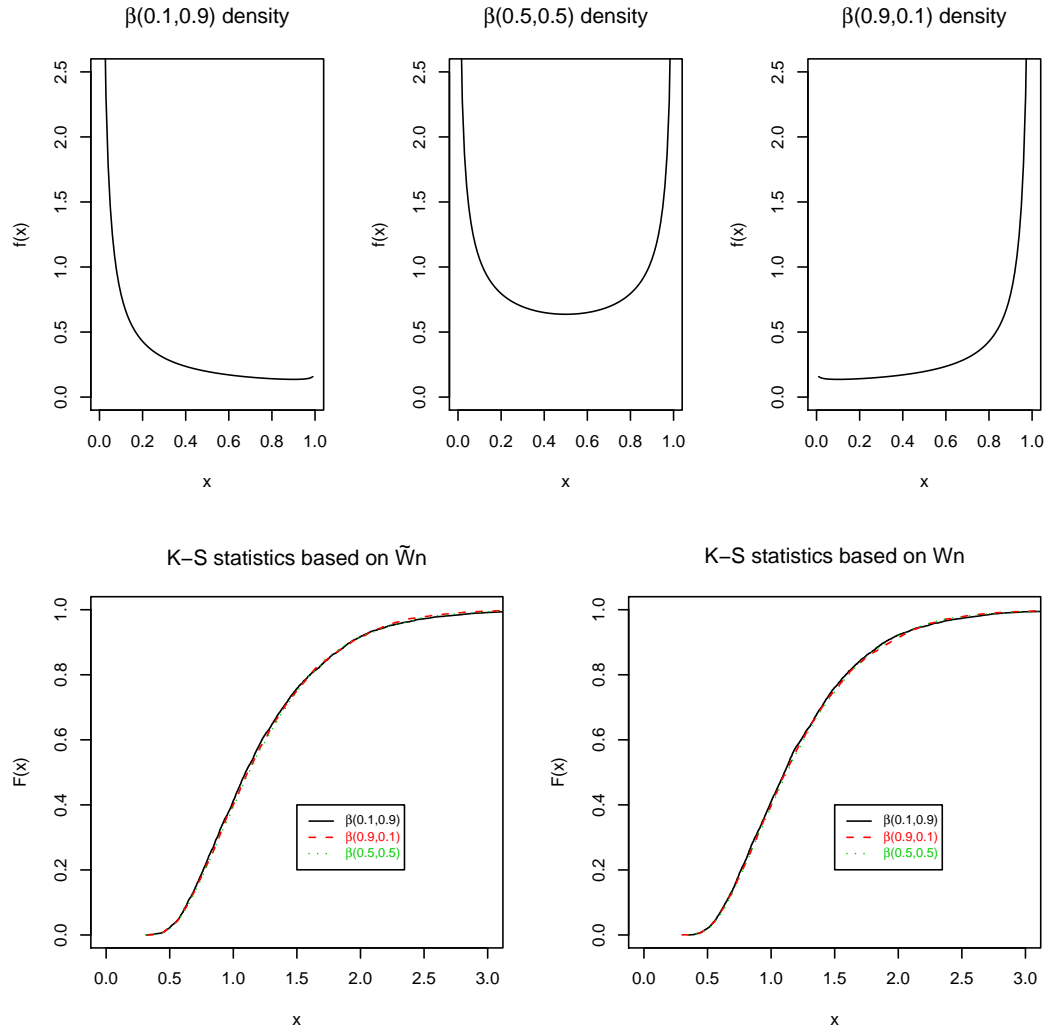 β(0.1,0.9) density
f(x)
2.5
2.0
1.5
1.0
0.5
0.0
0.0 0.2 0.4 0.6 0.8 1.0
x
β(0.5,0.5) density
f(x)
2.5
2.0
1.5
1.0
0.5
0.0
0.0 0.2 0.4 0.6 0.8 1.0
x
β(0.9,0.1) density
f(x)
2.5
2.0
1.5
1.0
0.5
0.0
0.0 0.2 0.4 0.6 0.8 1.0
x
K−S statistics based on W̃n
F(x)
1.0
0.8
0.6
0.4
0.2
0.0
β(0.1,0.9)
β(0.9,0.1)
β(0.5,0.5)
0.0 0.5 1.0 1.5 2.0 2.5 3.0
x
K−S statistics based on Wn
F(x)
1.0
0.8
0.6
0.4
0.2
0.0
β(0.1,0.9)
β(0.9,0.1)
β(0.5,0.5)
0.0 0.5 1.0 1.5 2.0 2.5 3.0
x